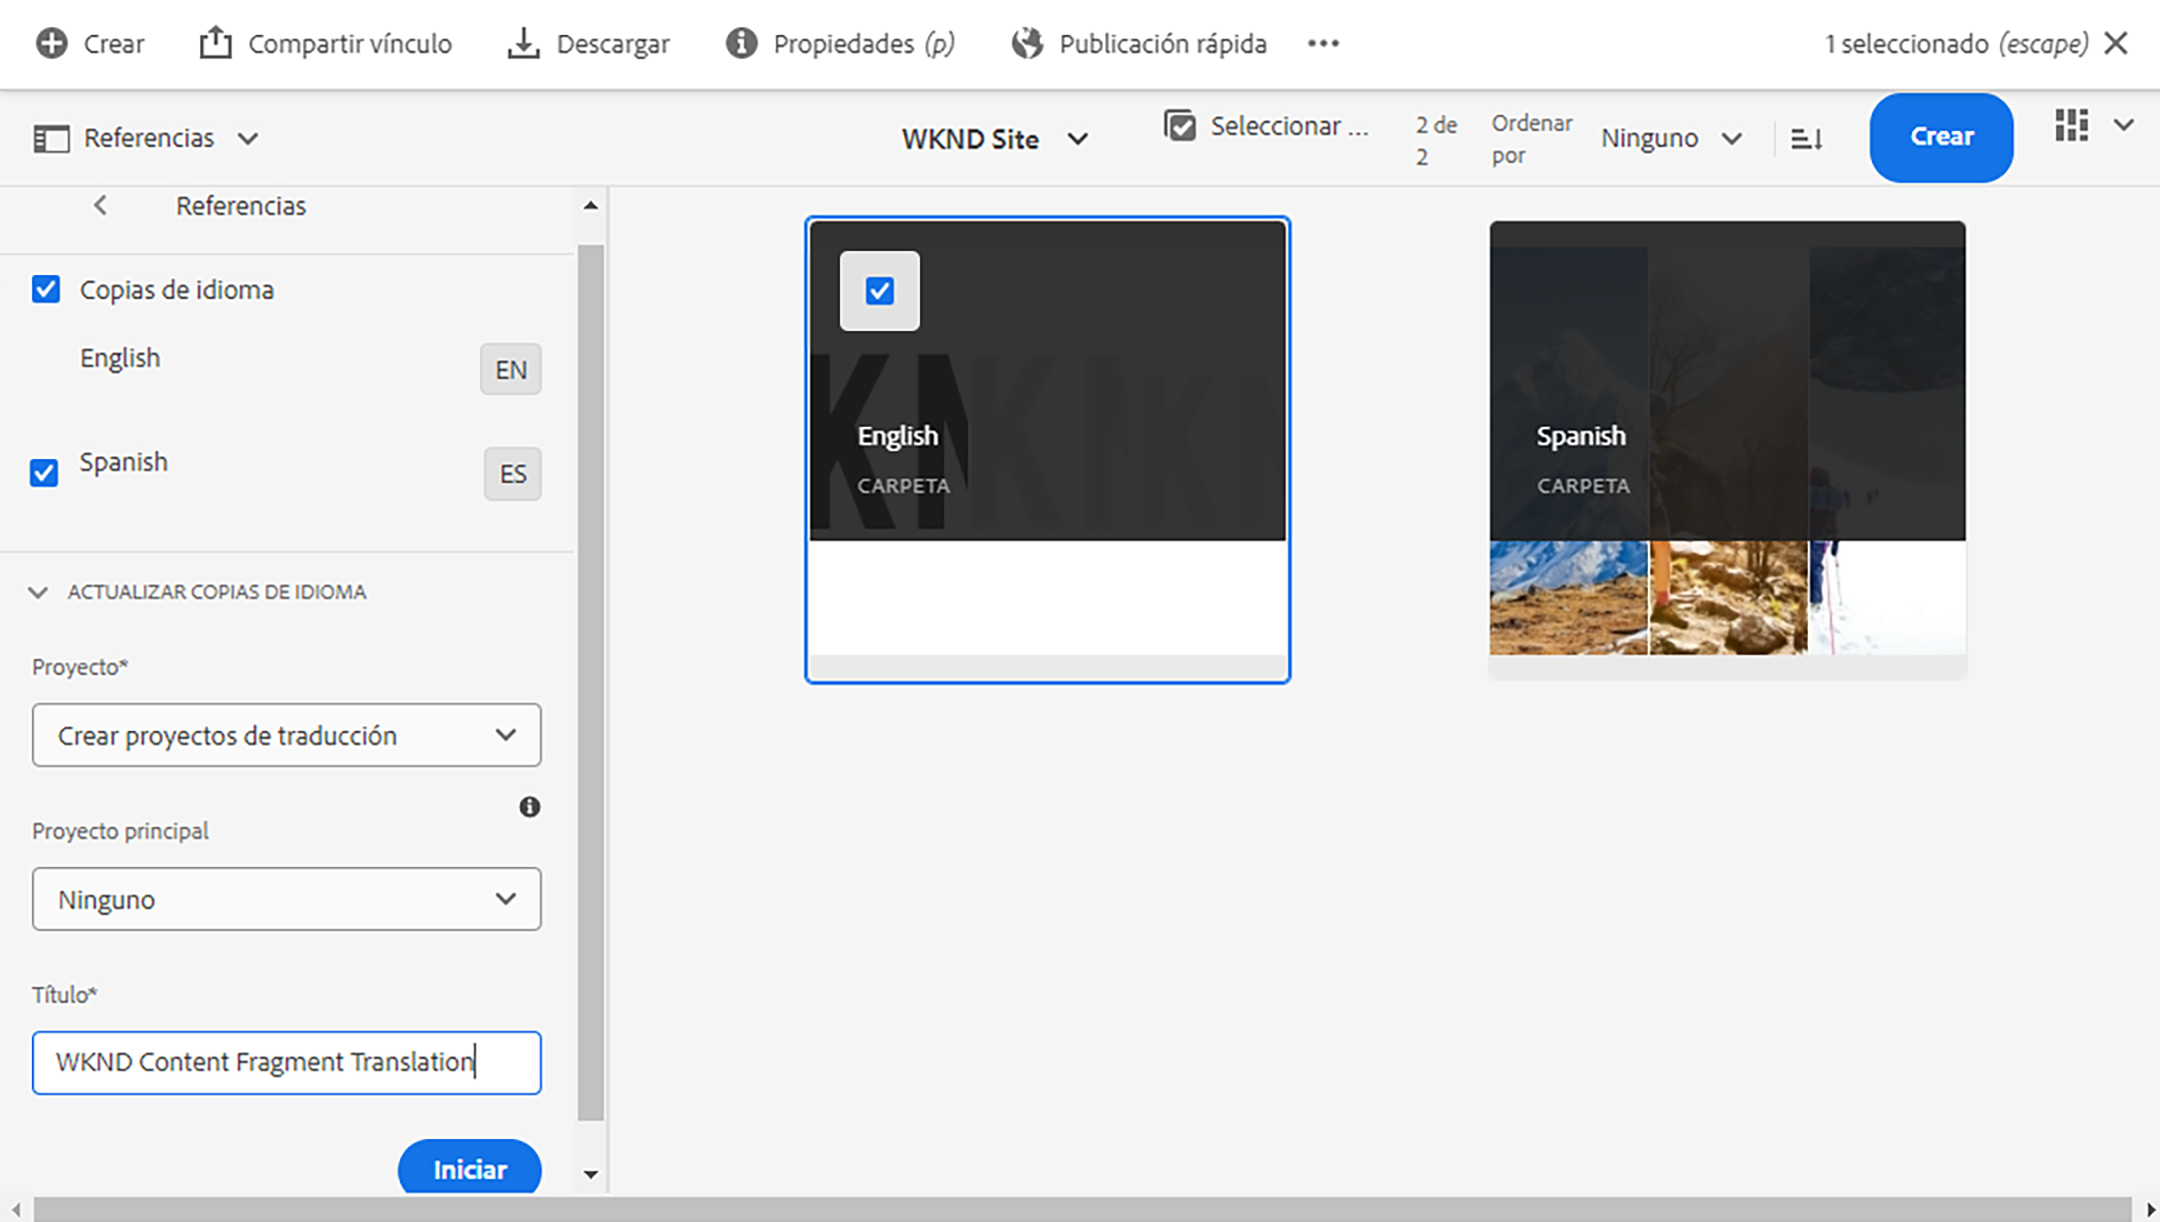 Crear
Compartir vínculo
Descargar
Propiedades (p)
Publicación rápida
1 seleccionado (escape)
Referencias
WKND Site
Seleccionar ...
2 de
2
Ordenar
por
Ninguno
Crear
Referencias
Copias de idioma
English
EN
Spanish
ES
ACTUALIZAR COPIAS DE IDIOMA
Proyecto*
Crear proyectos de traducción
Proyecto principal
Ninguno
Título*
WKND Content Fragment Translation
Iniciar
English
CARPETA
Spanish
CARPETA